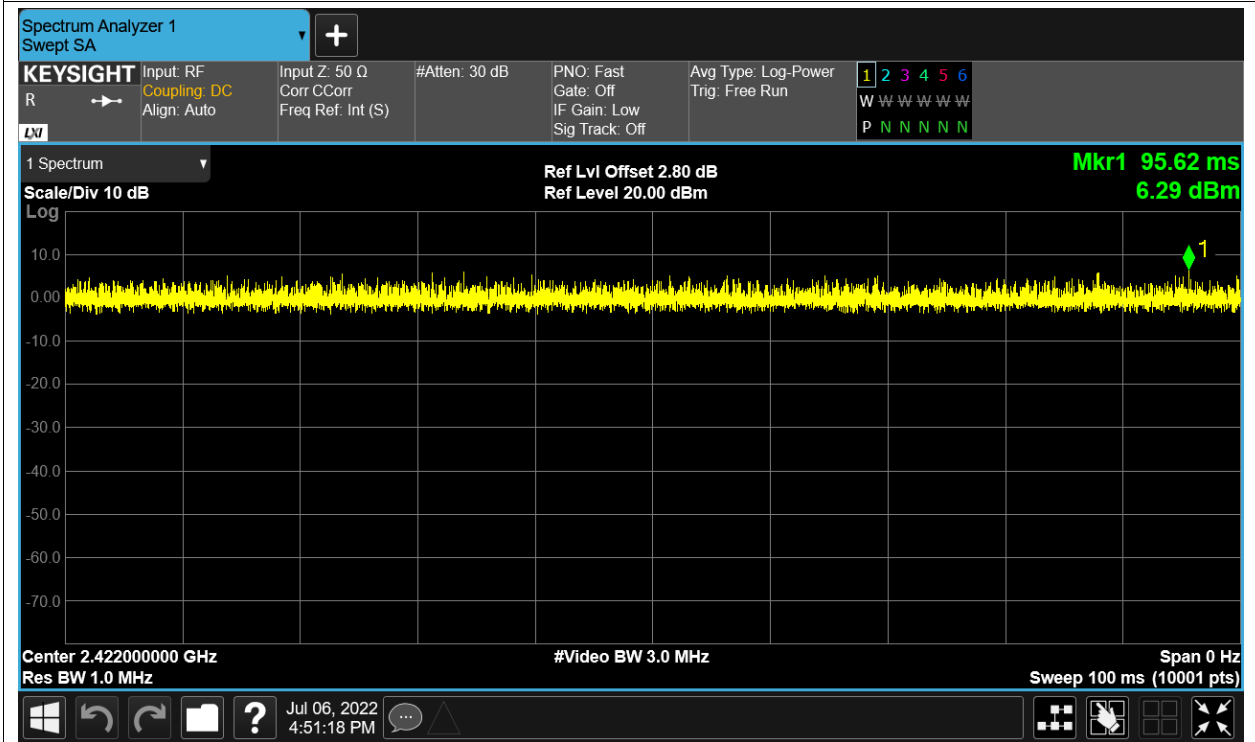 Spectrum Analyzer 1
Swept SA
+
KEYSIGHT
R
LXI
Input: RF
Coupling: DC
Align: Auto
Input Z: 50 Ω
Corr CCorr
Freq Ref: Int (S)
#Atten: 30 dB
PNO: Fast
Gate: Off
IF Gain: Low
Sig Track: Off
Avg Type: Log-Power
Trig: Free Run
1 2 3 4 5 6
W W W W W W
P N N N N N
1 Spectrum
Scale/Div 10 dB
Ref Lvl Offset 2.80 dB
Ref Level 20.00 dBm
Mkr1 95.62 ms
6.29 dBm
Log
1
10.0
0.00
-10.0
-20.0
-30.0
-40.0
-50.0
-60.0
-70.0
Center 2.422000000 GHz
Res BW 1.0 MHz
#Video BW 3.0 MHz
Span 0 Hz
Sweep 100 ms (10001 pts)
?
Jul 06, 2022
4:51:18 PM